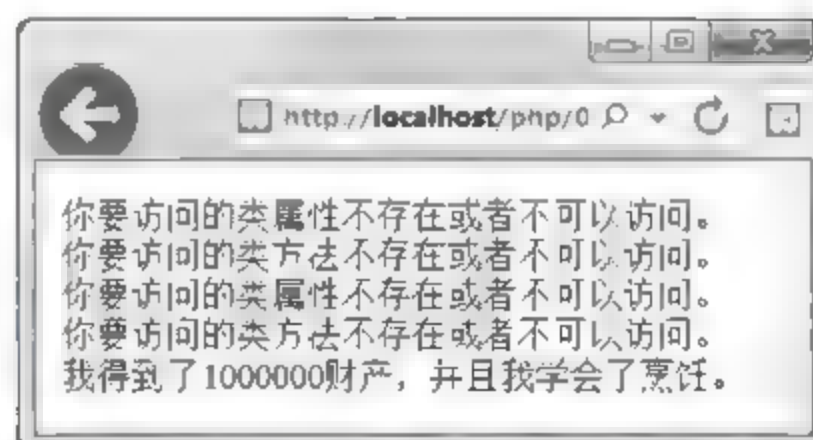 http://localhost/php/0
你要访问的类属性不存在或者不可以访问。
你要访问的类方法不存在或者不可以访问。
你要访问的类属性不存在或者不可以访问。
你要访问的类方法不存在或者不可以访问。
我得到了1000000财产，并且我学会了烹饪。